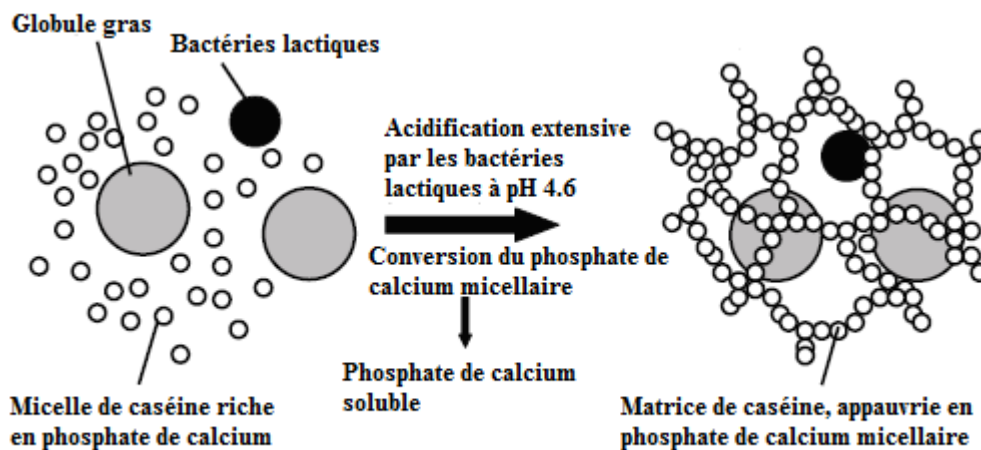 Globule gras
Bactéries lactiques
Acidification extensive
par les bactéries
lactiques à pH 4.6
Conversion du phosphate de
calcium micellaire
Phosphate de calcium
soluble
Micelle de caséine riche
en phosphate de calcium
Matrice de caséine, appauvrie en
phosphate de calcium micellaire